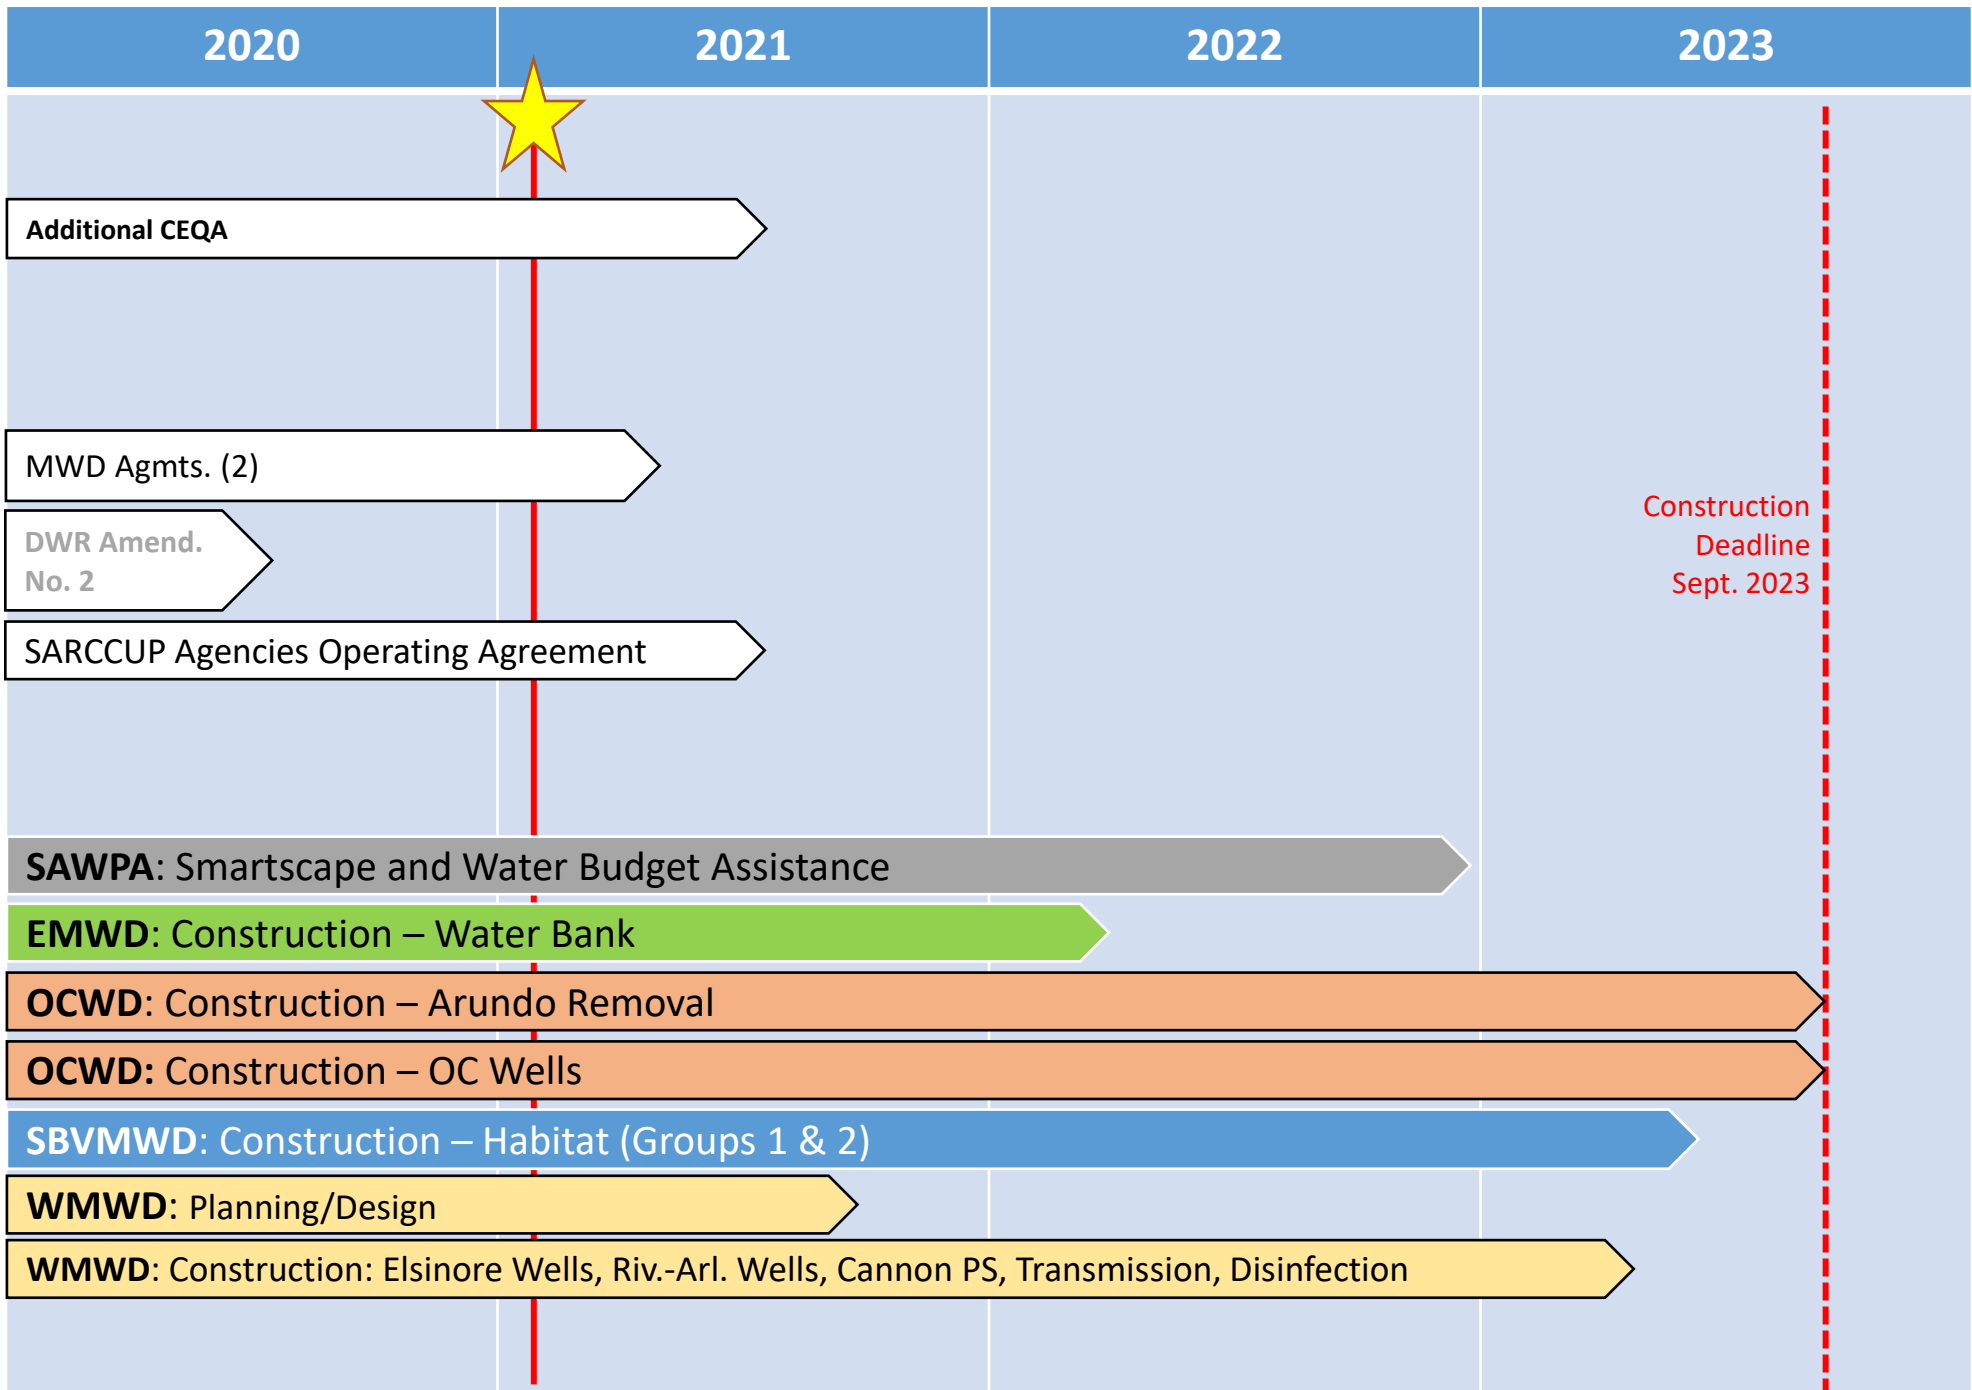 2020 2021 2022 2023
Additional CEQA
MWD Agmts. (2)
DWR Amend.
No. 2
Construction
Deadline
Sept. 2023
SARCCUP Agencies Operating Agreement
SAWPA: Smartscape and Water Budget Assistance
EMWD: Construction – Water Bank
OCWD: Construction – Arundo Removal
OCWD: Construction – OC Wells
SBVMWD: Construction – Habitat (Groups 1 & 2)
WMWD: Planning/Design
WMWD: Construction: Elsinore Wells, Riv.-Arl. Wells, Cannon PS, Transmission, Disinfection